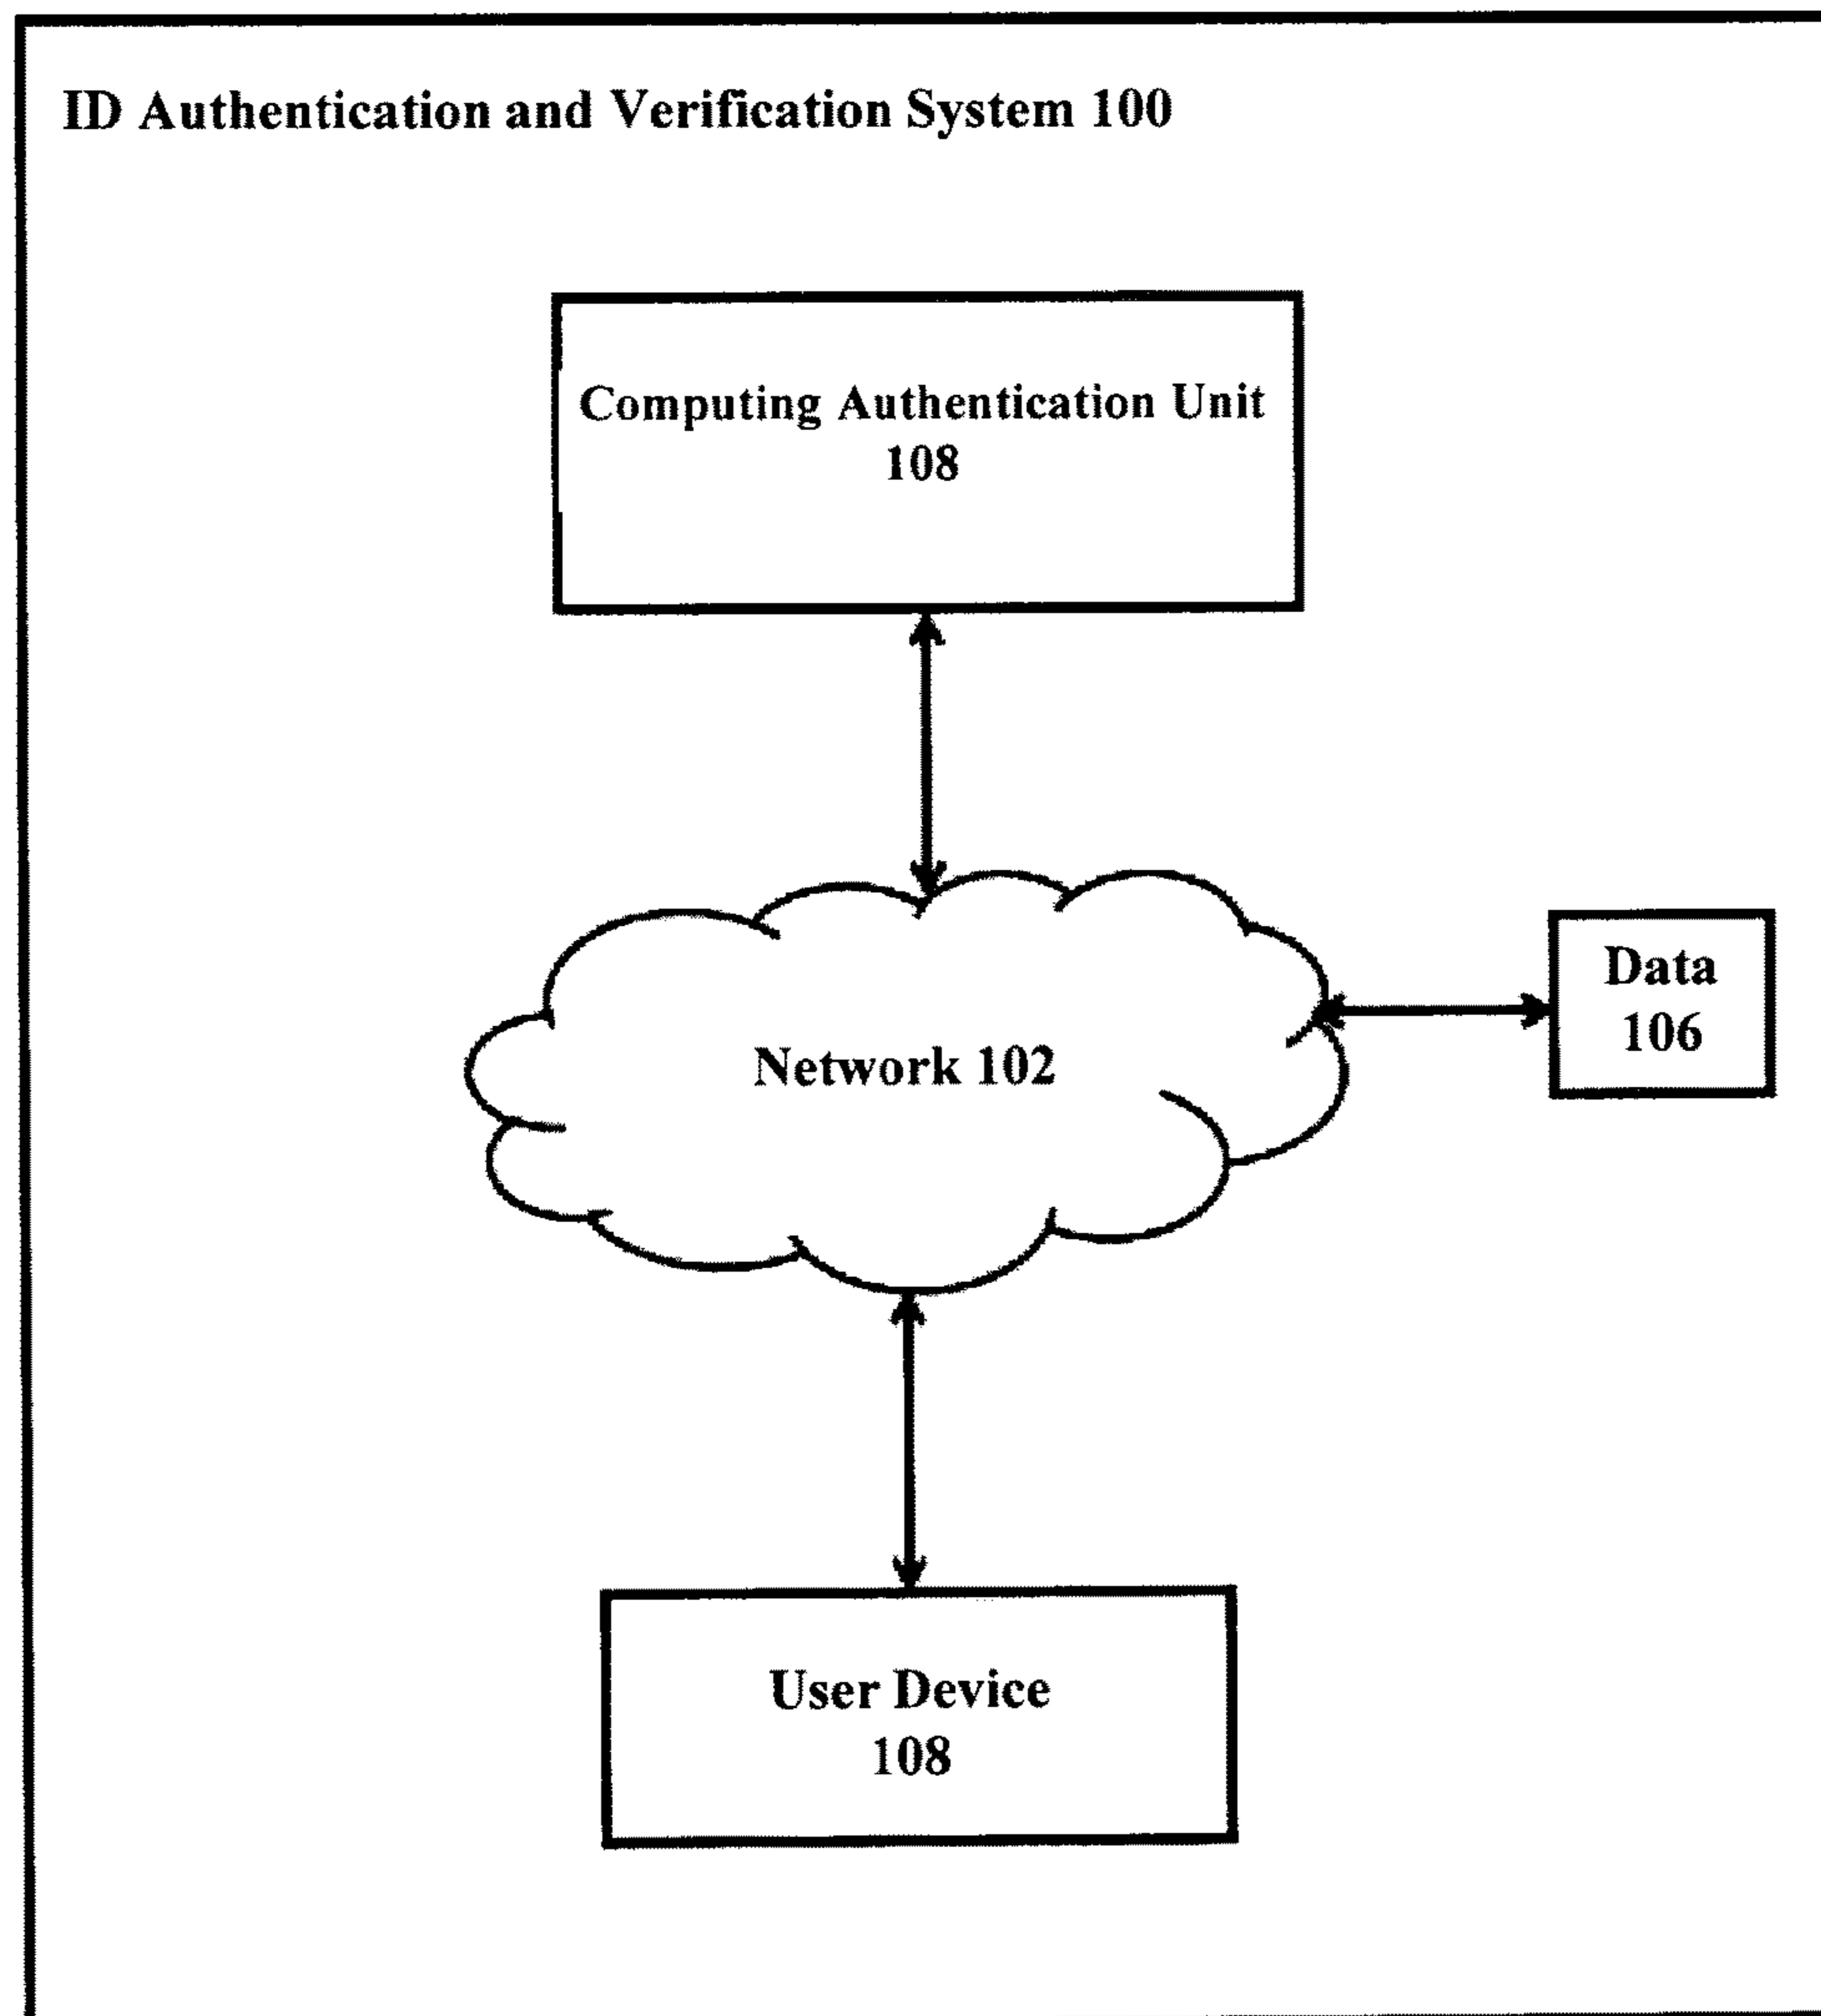 ID Authentication and Verification System 100
Computing Authentication Unit
108
Data
106
Network 102
User Device
108